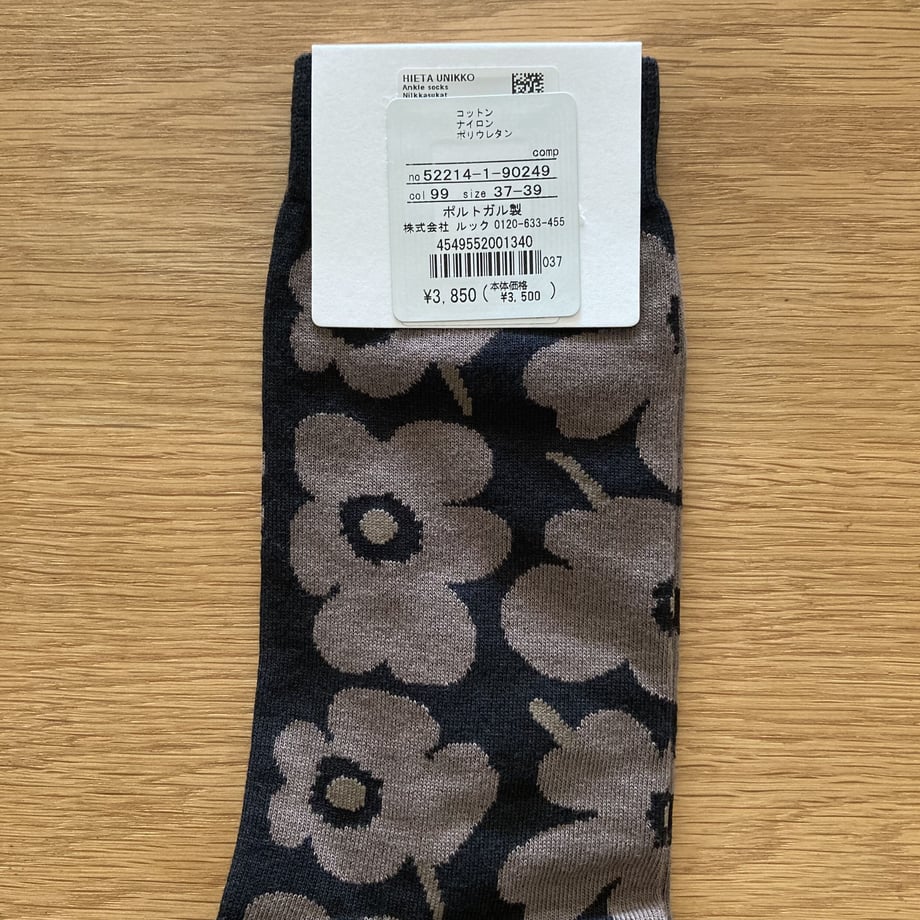 HIETA UNIKKO
Ankle socks
Nilkkasukat
コットン
ナイロン
ポリウレタン
comp
no 52214-1-90249
col 99 size 37-39
ポルトガル製
株式会社 ルック 0120-633-455
4549552001340
037
¥3,850 (本体価格 ¥3,500 )